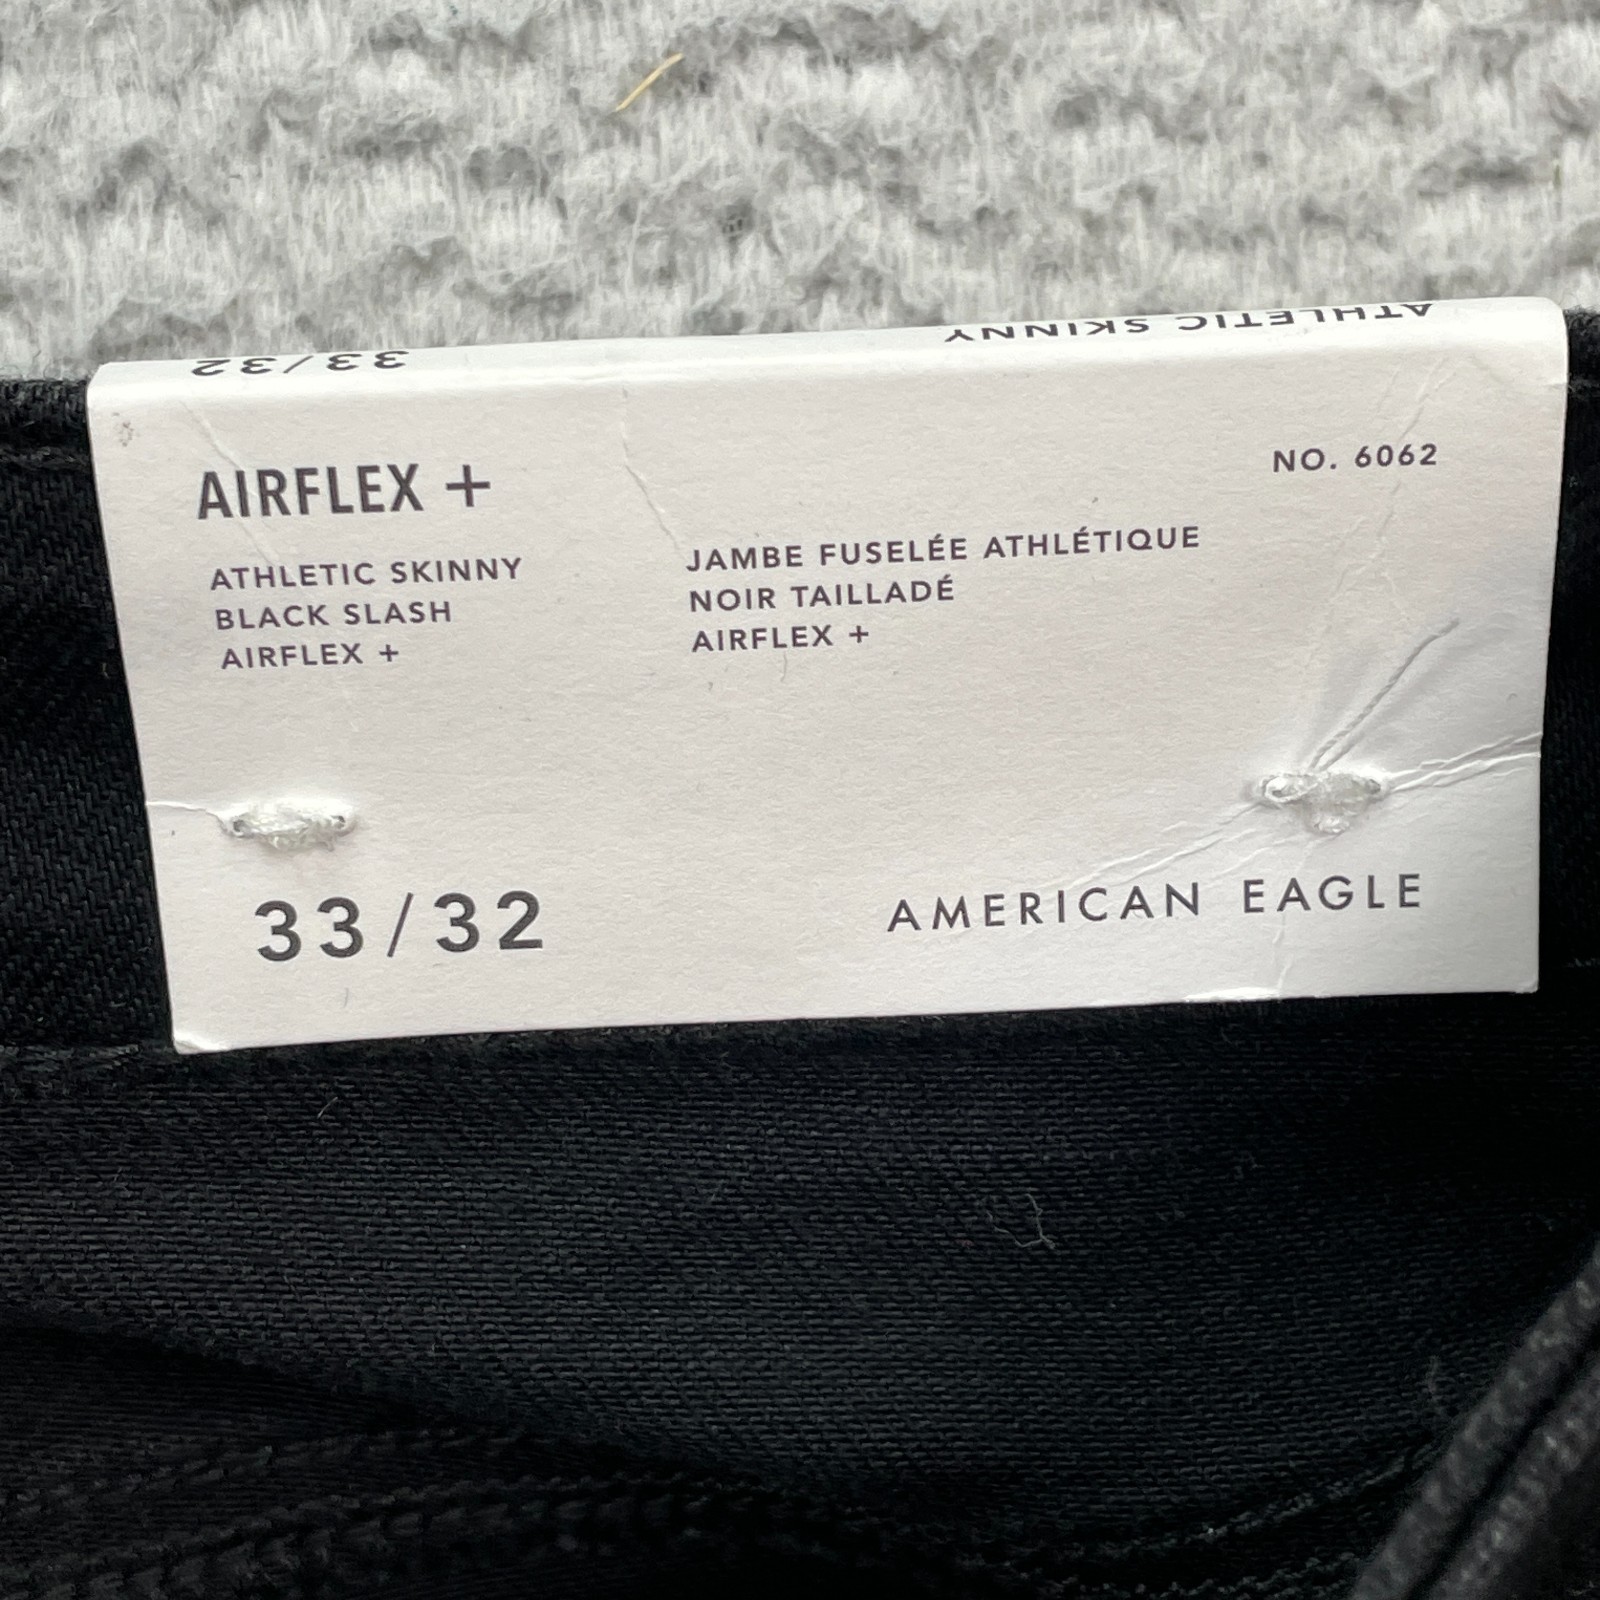 33/32
ATHLETIC SKINNY
AIRFLEX +
NO. 6062
ATHLETIC SKINNY
BLACK SLASH
AIRFLEX +
JAMBE FUSELÉE ATHLÉTIQUE
NOIR TAILLADÉ
AIRFLEX +
33/32
AMERICAN EAGLE